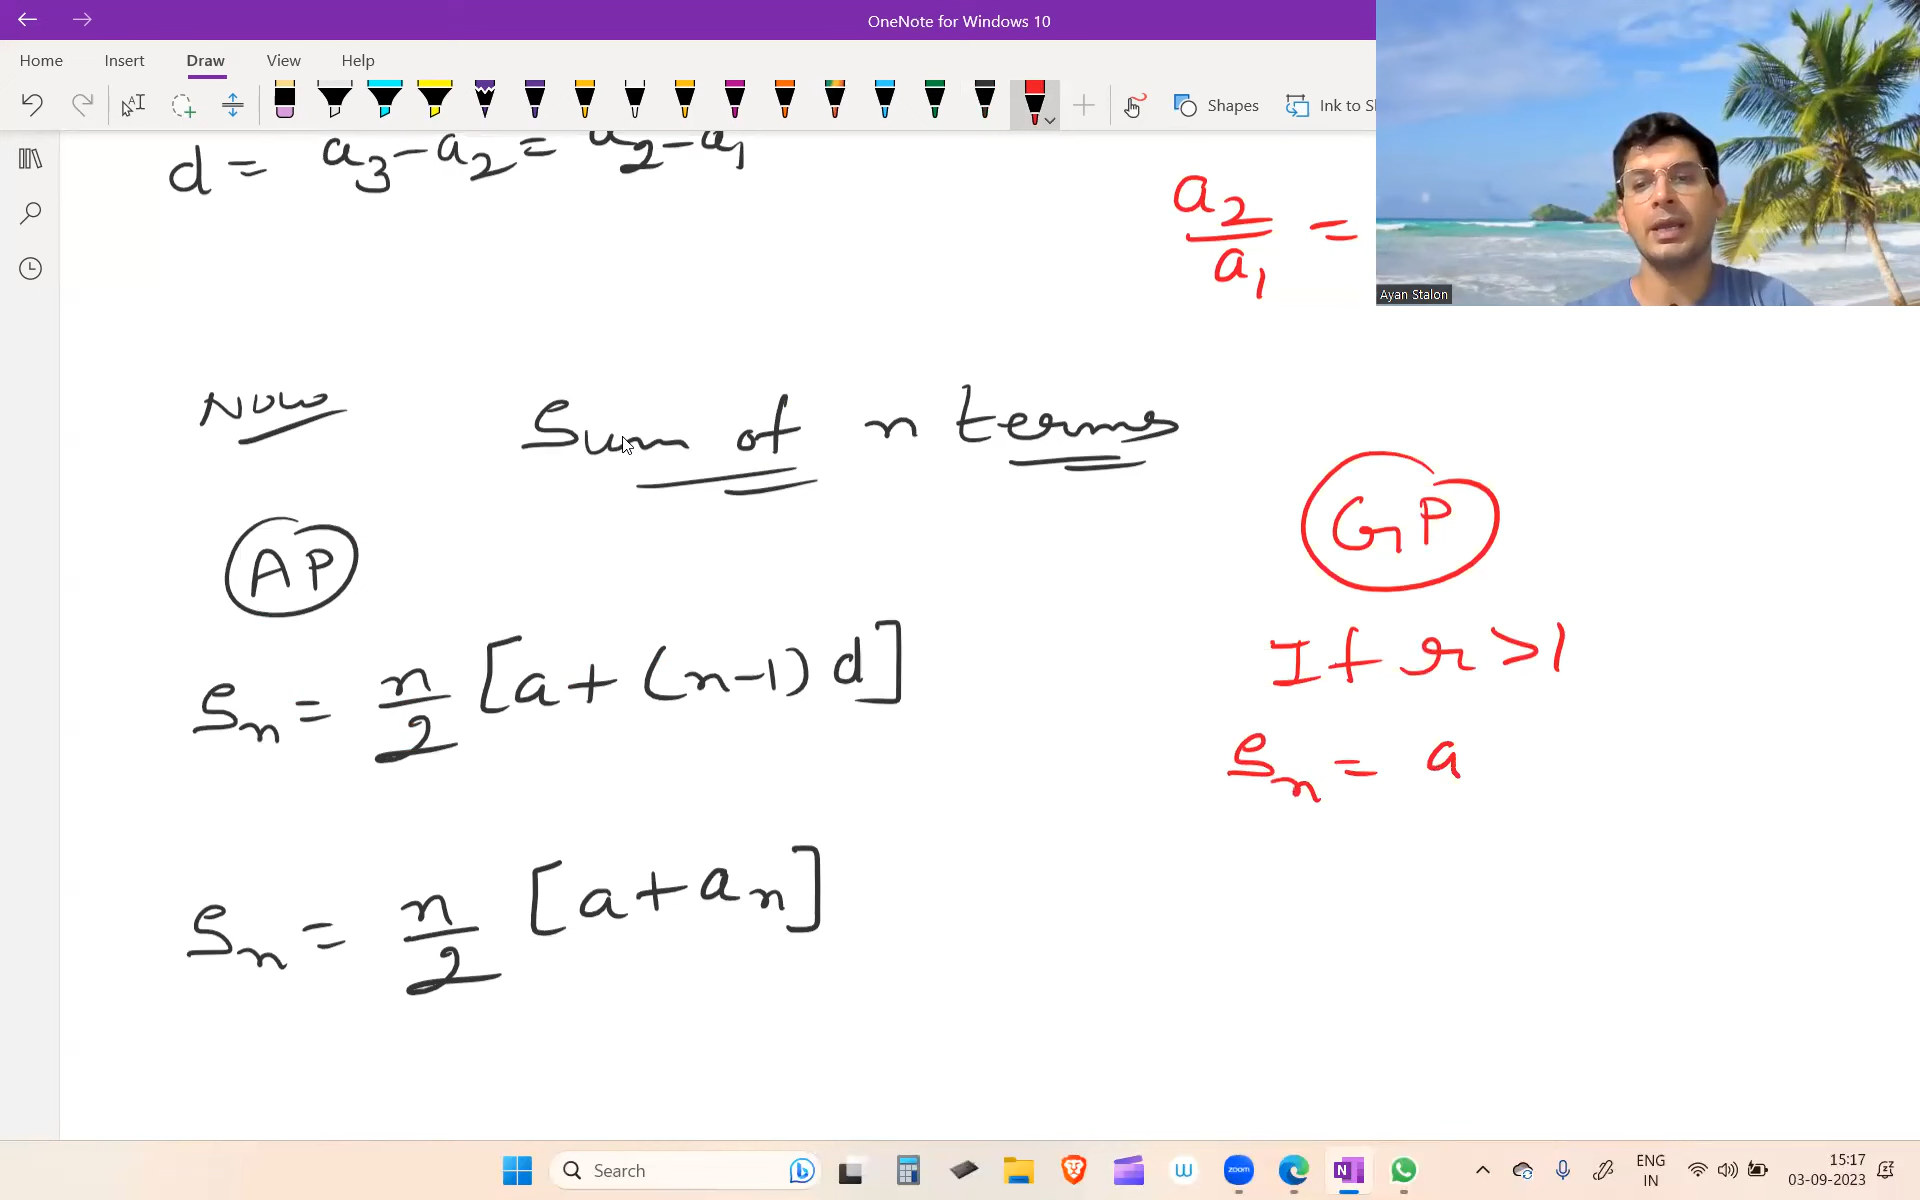 OneNote for Windows 10
Home Insert Draw View Help
Shapes Ink to Sh
d = a₃-a₂ = a₂-a₁
a₂/a₁ =
Ayan Stalon
Now Sum of n terms
GP
AP
If r>1
Sₙ = n/2 [a+(n-1)d]
Sₙ = a
Sₙ = n/2 [a+aₙ]
Search
zoom
ENG
IN
15:17
03-09-2023